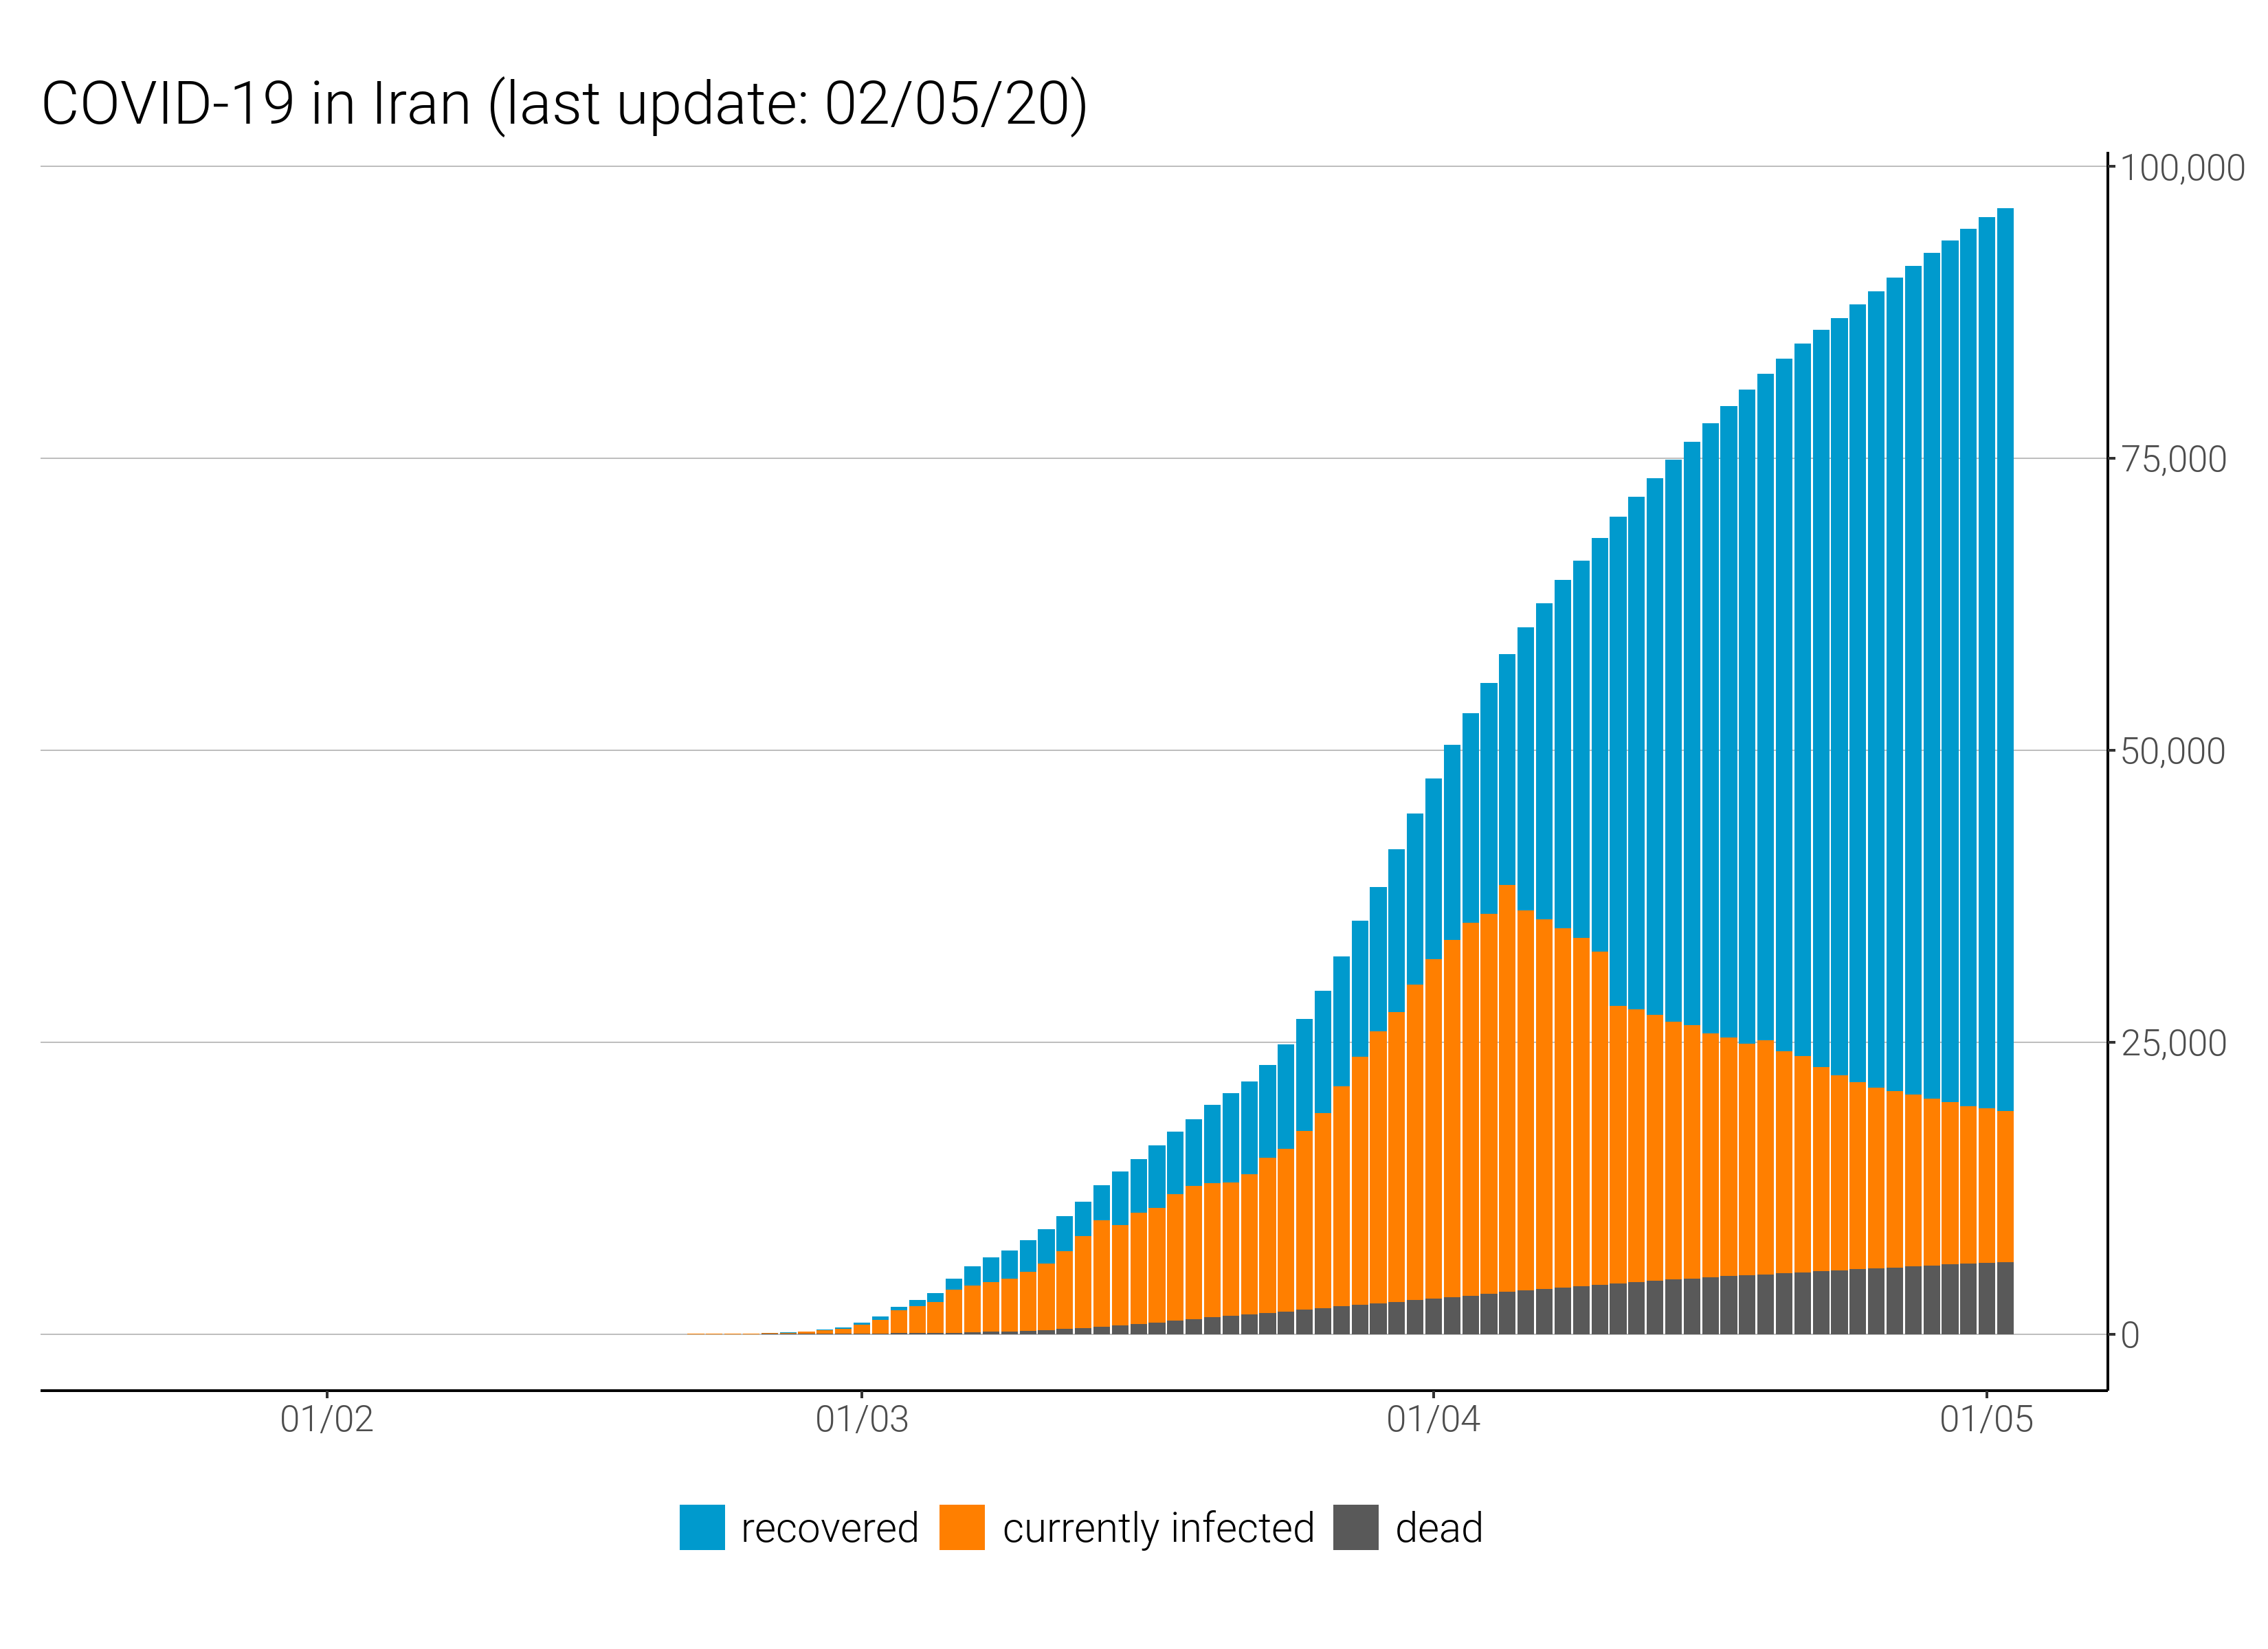 COVID-19 in Iran (last update: 02/05/20)
100,000
75,000
50,000
25,000
0
01/02 01/03 01/04 01/05
recovered currently infected dead